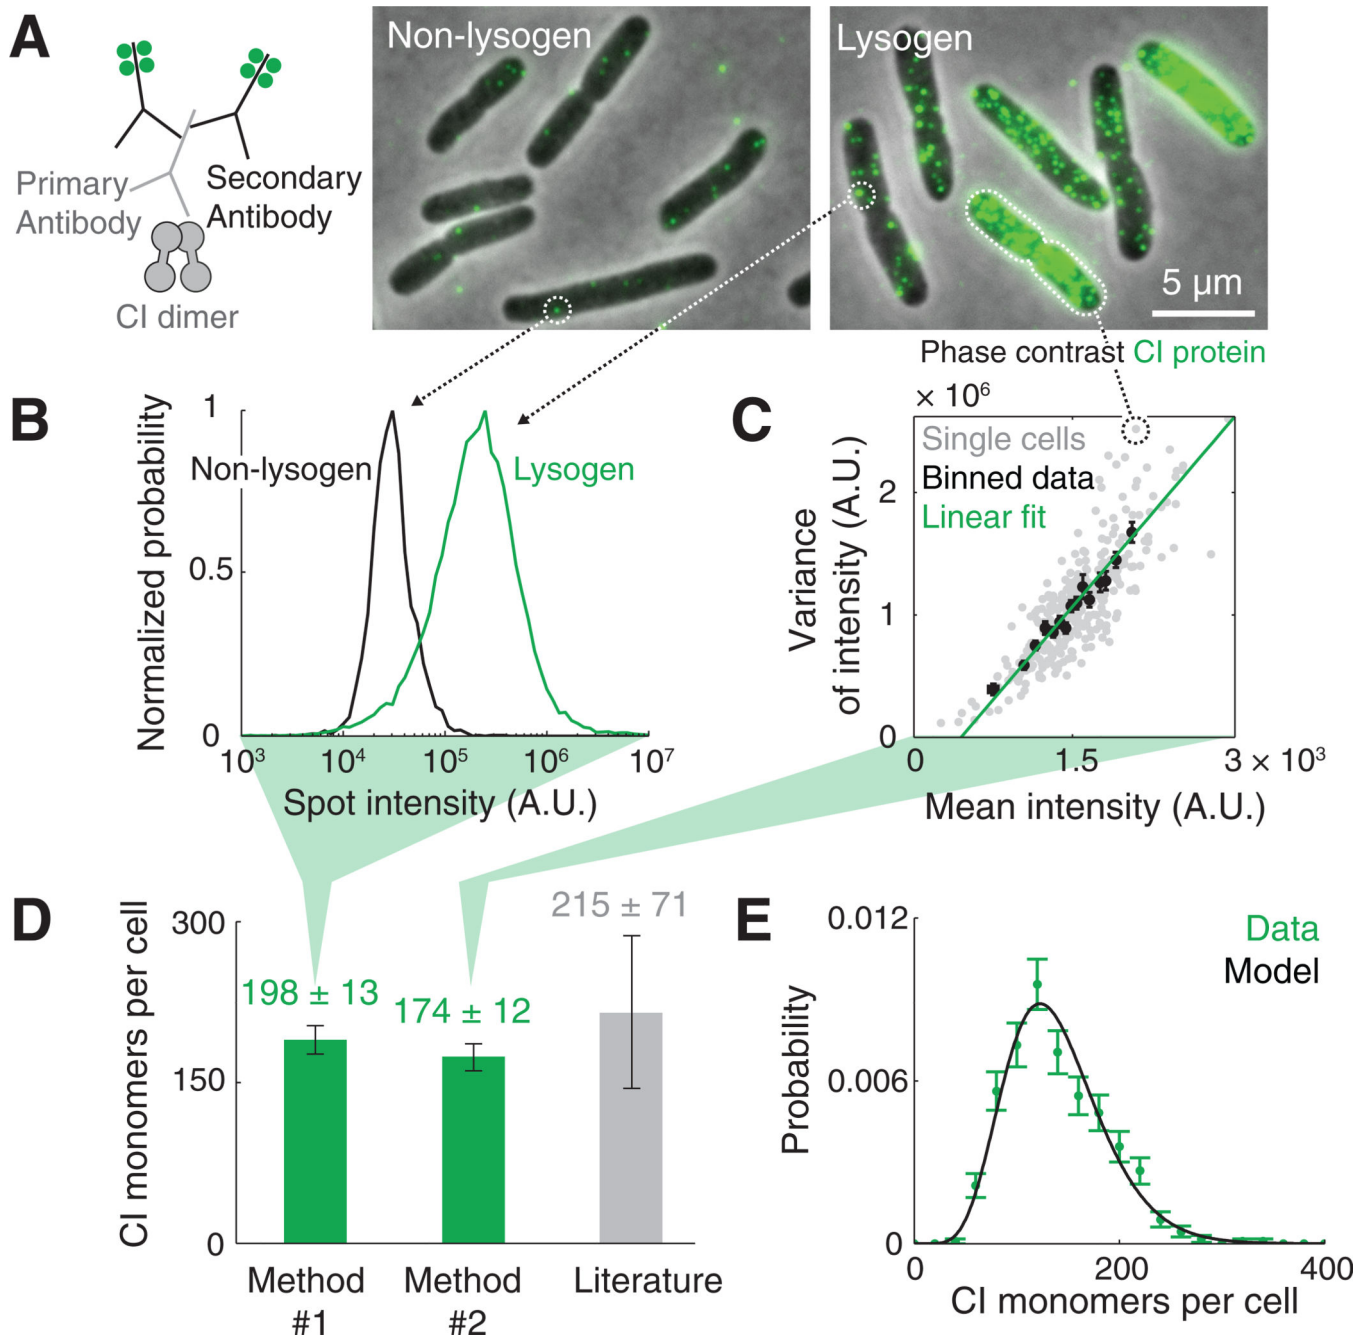 A
Non-lysogen
Lysogen
Primary
Antibody
Secondary
Antibody
CI dimer
5 μm
Phase contrast CI protein
B
Normalized probability
1
0.5
0
Non-lysogen
Lysogen
10³
10⁴
10⁵
10⁶
10⁷
Spot intensity (A.U.)
C
× 10⁶
Variance
of intensity (A.U.)
2
1
0
Single cells
Binned data
Linear fit
0
1.5
3 × 10³
Mean intensity (A.U.)
D
CI monomers per cell
300
150
0
198 ± 13
174 ± 12
215 ± 71
Method
#1
Method
#2
Literature
E
Probability
0.012
0.006
0
Data
Model
0
200
400
CI monomers per cell